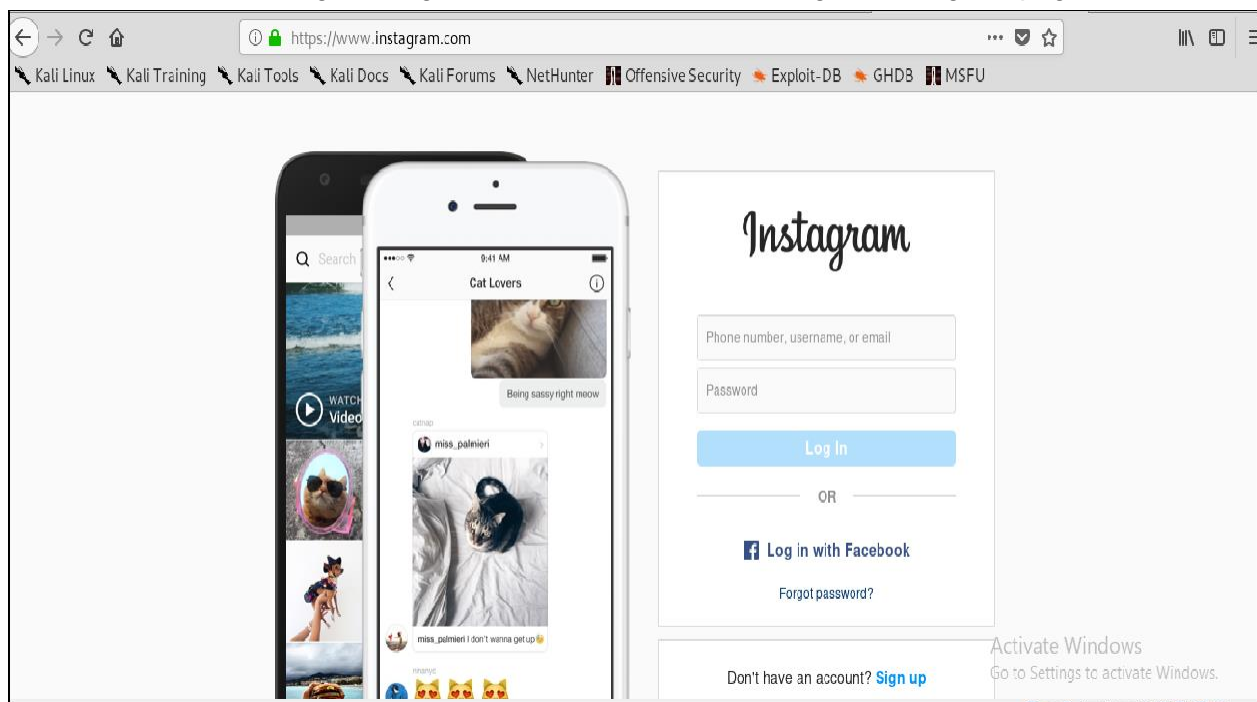 https://www.instagram.com
Kali Linux Kali Training Kali Tools Kali Docs Kali Forums NetHunter Offensive Security Exploit-DB GHDB MSFU
Search
WATCH
Video
9:41 AM
Cat Lovers
Being sassy right meow
catnap
miss_palmieri
miss_palmieri I don't wanna get up
Instagram
Phone number, username, or email
Password
Log In
OR
Log in with Facebook
Forgot password?
Don't have an account? Sign up
Activate Windows
Go to Settings to activate Windows.